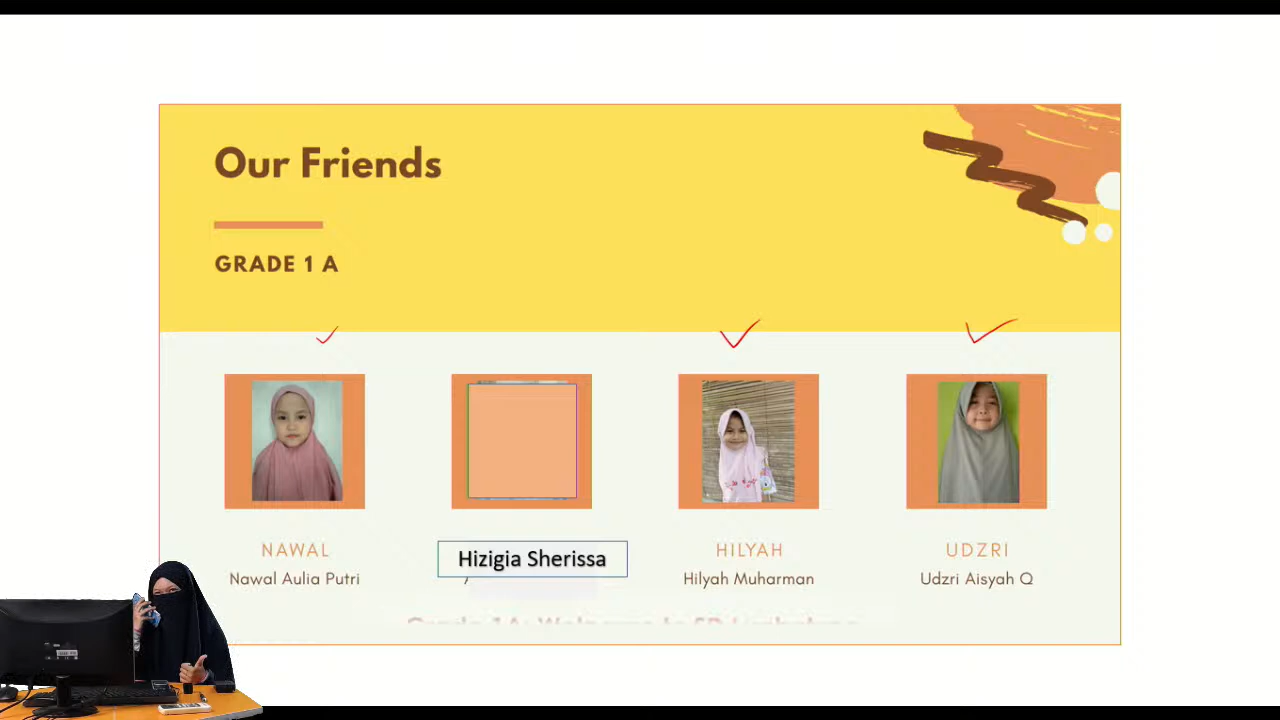 Our Friends
GRADE 1 A
NAWAL
Nawal Aulia Putri
Hizigia Sherissa
HILYAH
Hilyah Muharman
UDZRI
Udzri Aisyah Q